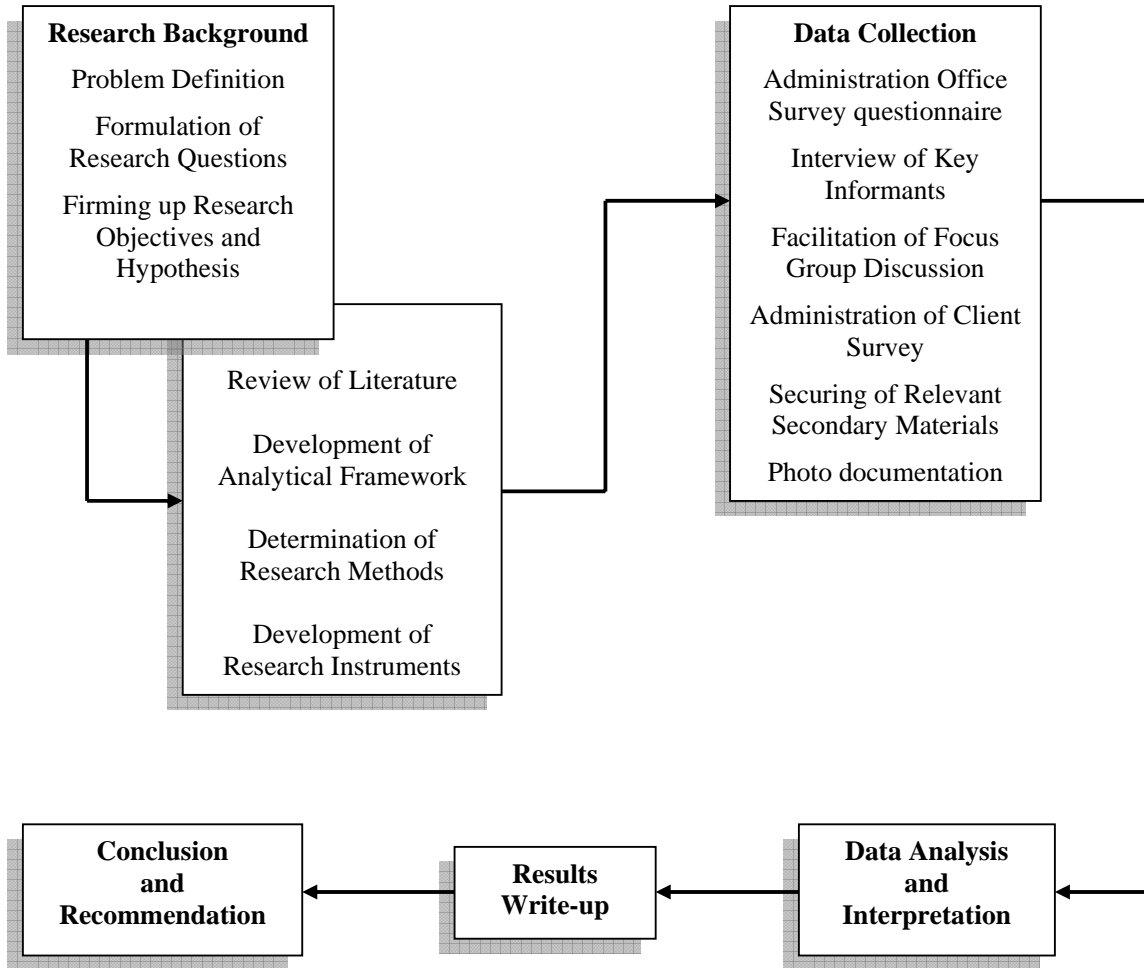 Research Background
Problem Definition
Formulation of
Research Questions
Firming up Research
Objectives and
Hypothesis
Review of Literature
Development of
Analytical Framework
Determination of
Research Methods
Development of
Research Instruments
Data Collection
Administration Office
Survey questionnaire
Interview of Key
Informants
Facilitation of Focus
Group Discussion
Administration of Client
Survey
Securing of Relevant
Secondary Materials
Photo documentation
Data Analysis
and
Interpretation
Results
Write-up
Conclusion
and
Recommendation